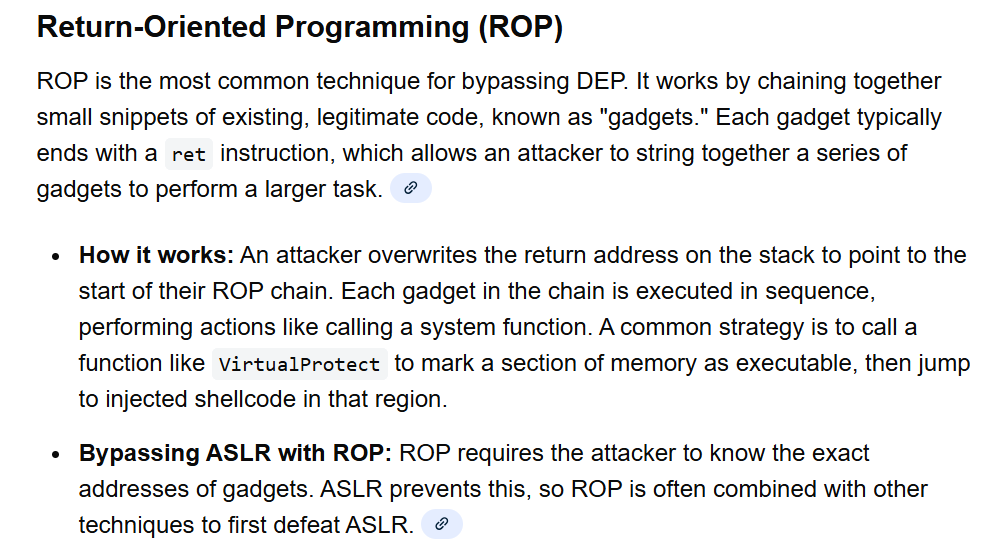 Return-Oriented Programming (ROP)
ROP is the most common technique for bypassing DEP. It works by chaining together
small snippets of existing, legitimate code, known as "gadgets." Each gadget typically
ends with a ret instruction, which allows an attacker to string together a series of
gadgets to perform a larger task.
• How it works: An attacker overwrites the return address on the stack to point to the
start of their ROP chain. Each gadget in the chain is executed in sequence,
performing actions like calling a system function. A common strategy is to call a
function like VirtualProtect to mark a section of memory as executable, then jump
to injected shellcode in that region.
• Bypassing ASLR with ROP: ROP requires the attacker to know the exact
addresses of gadgets. ASLR prevents this, so ROP is often combined with other
techniques to first defeat ASLR.